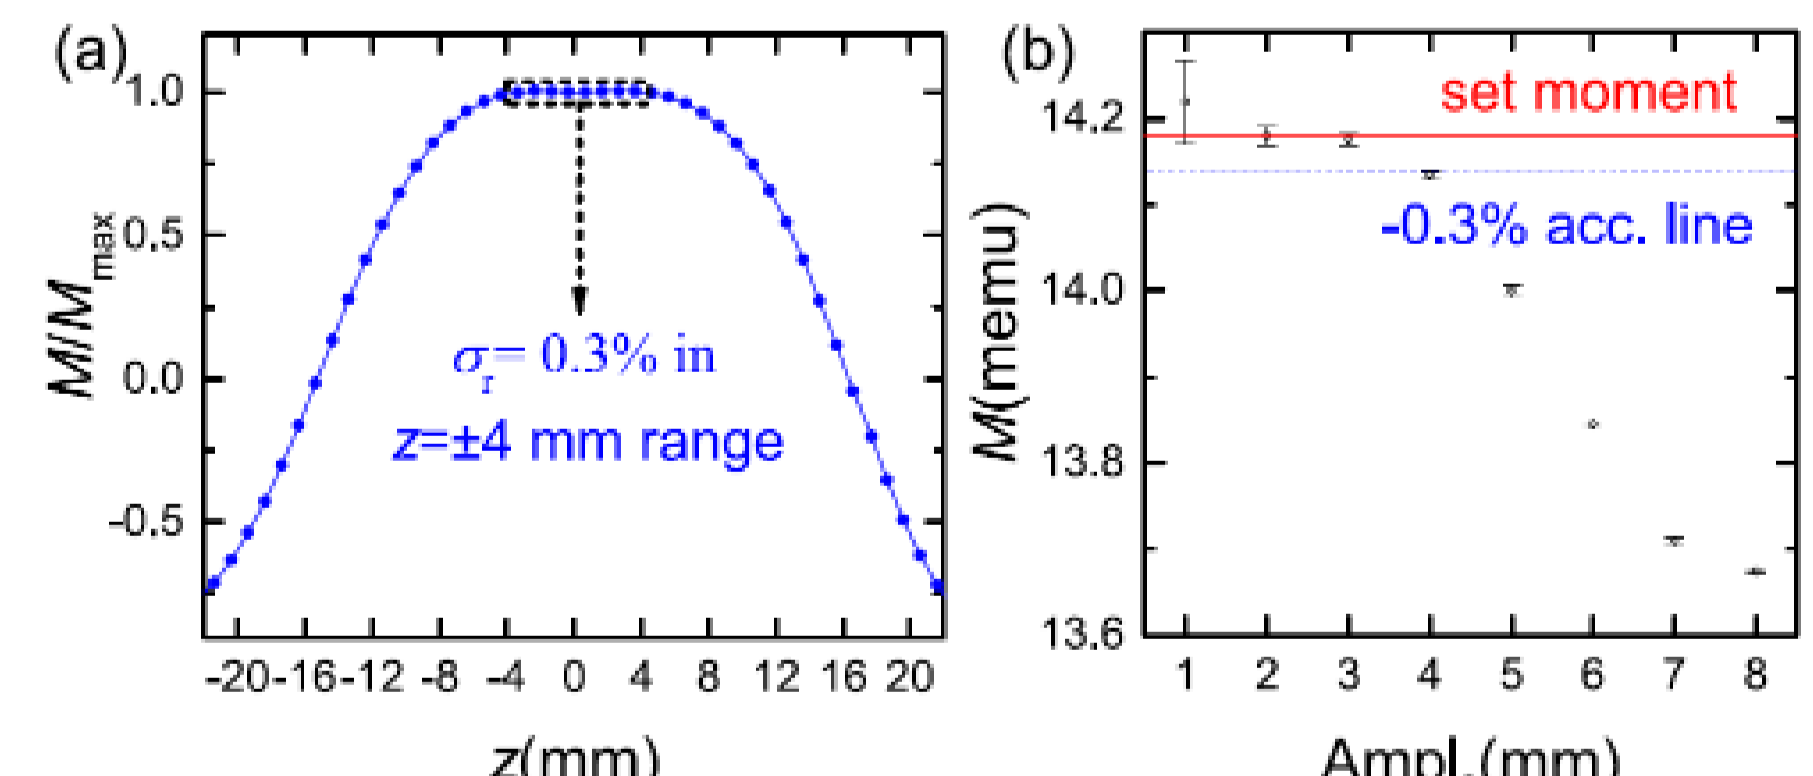 (a)
M/Mmax
1.0
0.5
0.0
-0.5
σr= 0.3% in
z=±4 mm range
-20 -16 -12 -8 -4 0 4 8 12 16 20
z(mm)
(b)
M(memu)
14.2
14.0
13.8
13.6
set moment
-0.3% acc. line
1 2 3 4 5 6 7 8
Ampl.(mm)